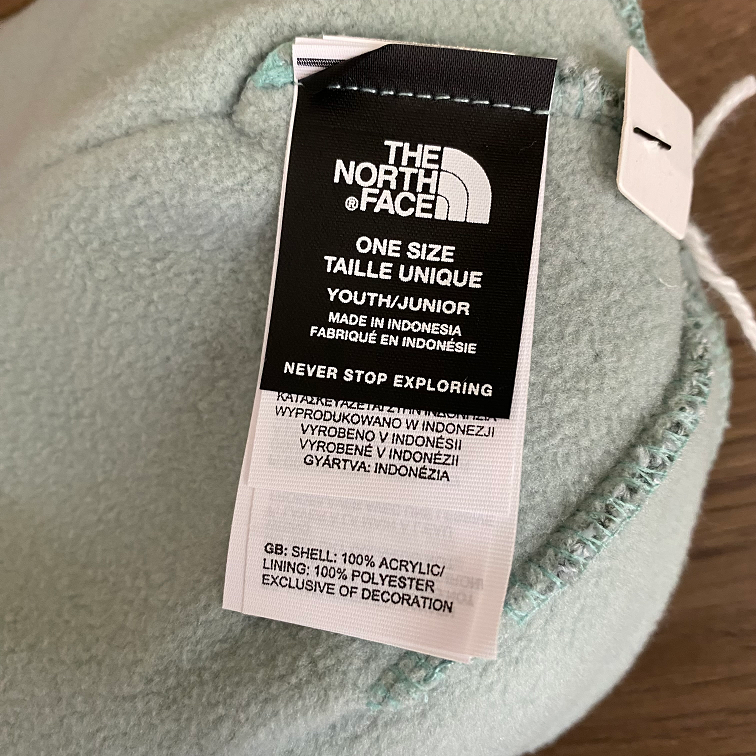 THE
NORTH
®FACE
ONE SIZE
TAILLE UNIQUE
YOUTH/JUNIOR
MADE IN INDONESIA
FABRIQUÉ EN INDONÉSIE
NEVER STOP EXPLORING
WYPRODUKOWANO W INDONEZJI
VYROBENO V INDONÉSII
VYROBENÉ V INDONÉZII
GYÁRTVA: INDONÉZIA
GB: SHELL: 100% ACRYLIC/
LINING: 100% POLYESTER
EXCLUSIVE OF DECORATION